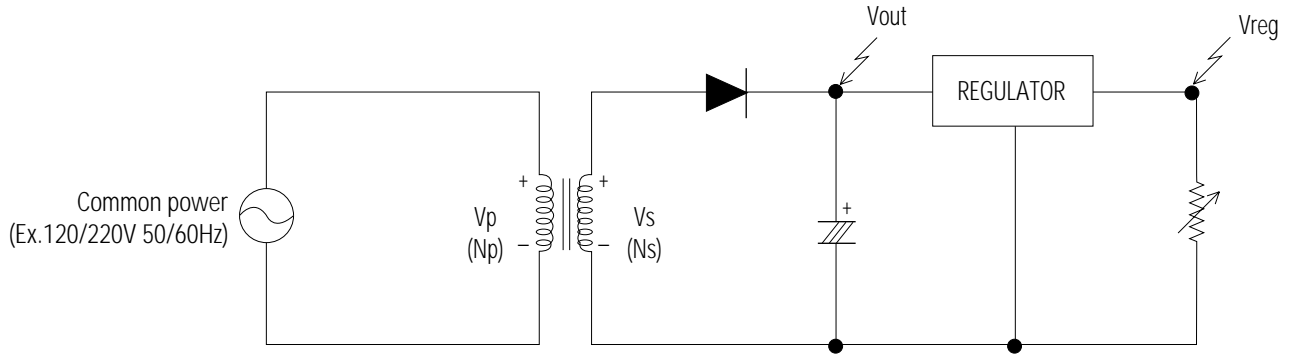 Vout
Vreg
REGULATOR
Common power
(Ex.120/220V 50/60Hz)
+
Vp
(Np)
–
+
Vs
(Ns)
–
+